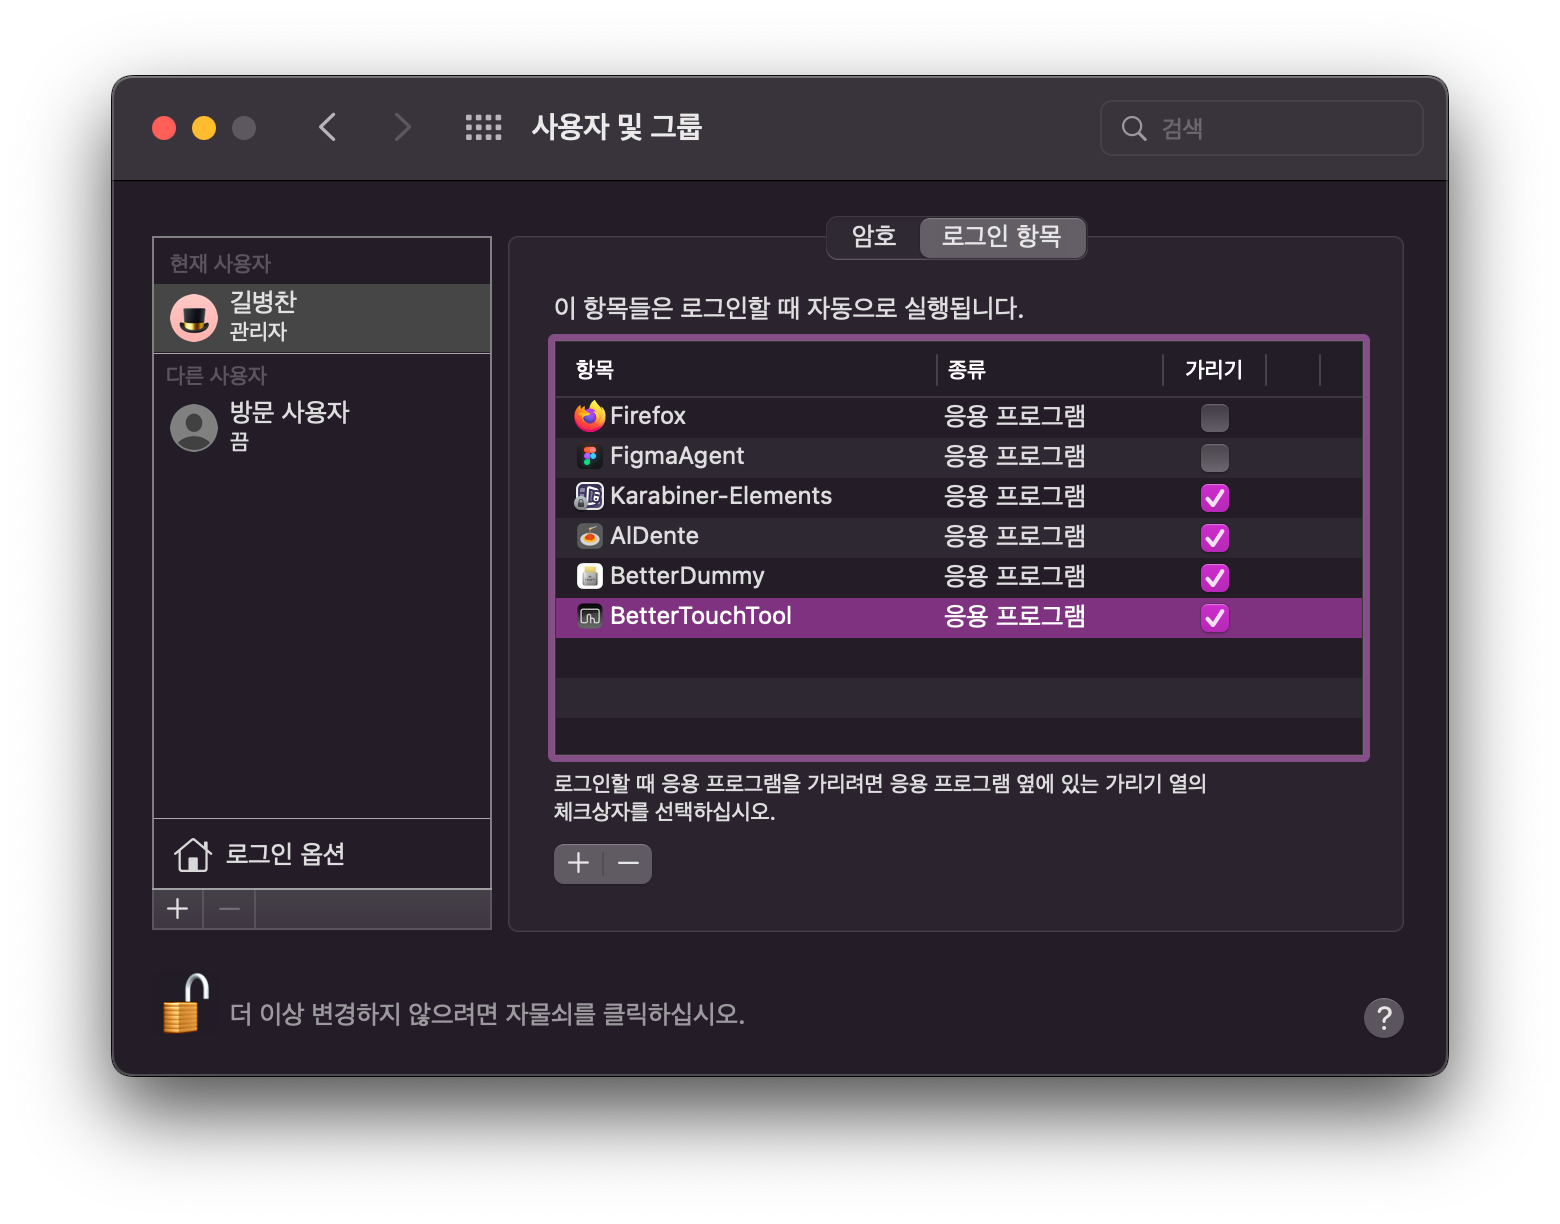 사용자 및 그룹
검색
현재 사용자
길병찬
관리자
다른 사용자
방문 사용자
끔
로그인 옵션
암호
로그인 항목
이 항목들은 로그인할 때 자동으로 실행됩니다.
항목 종류 가리기
Firefox 응용 프로그램
FigmaAgent 응용 프로그램
Karabiner-Elements 응용 프로그램
AlDente 응용 프로그램
BetterDummy 응용 프로그램
BetterTouchTool 응용 프로그램
로그인할 때 응용 프로그램을 가리려면 응용 프로그램 옆에 있는 가리기 열의
체크상자를 선택하십시오.
더 이상 변경하지 않으려면 자물쇠를 클릭하십시오.
?